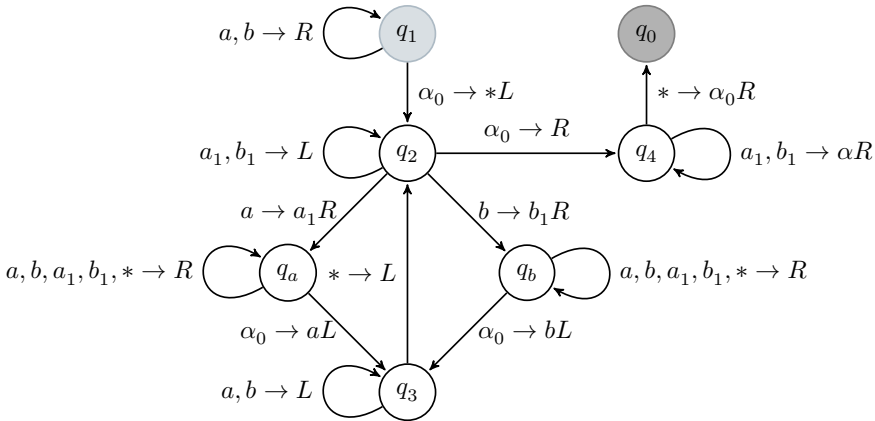 a, b → R
q₁
q₀
α₀ → ∗L
∗ → α₀R
a₁, b₁ → L
q₂
α₀ → R
q₄
a₁, b₁ → αR
a → a₁R
b → b₁R
a, b, a₁, b₁, ∗ → R
qₐ
∗ → L
q_b
a, b, a₁, b₁, ∗ → R
α₀ → aL
α₀ → bL
a, b → L
q₃